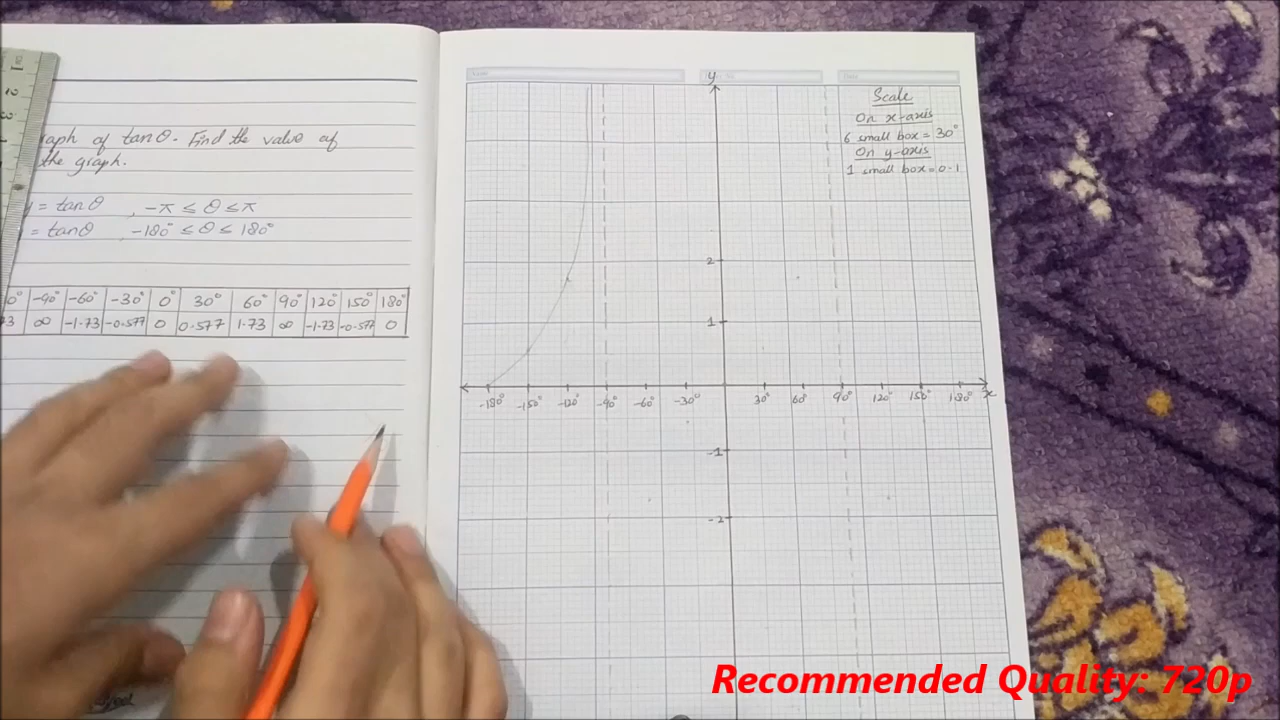 raph of tanθ. Find the value of
the graph.
y = tanθ , -π ≤ θ ≤ π
= tanθ , -180° ≤ θ ≤ 180°
0° -90° -60° -30° 0° 30° 60° 90° 120° 150° 180°
73 ∞ -1.73 -0.577 0 0.577 1.73 ∞ -1.73 -0.577 0
y
Scale
On x-axis
6 small box = 30°
On y-axis
1 small box = 0.1
2
1
-180° -150° -120° -90° -60° -30° 30° 60° 90° 120° 150° 180° x
-1
-2
Recommended Quality: 720p